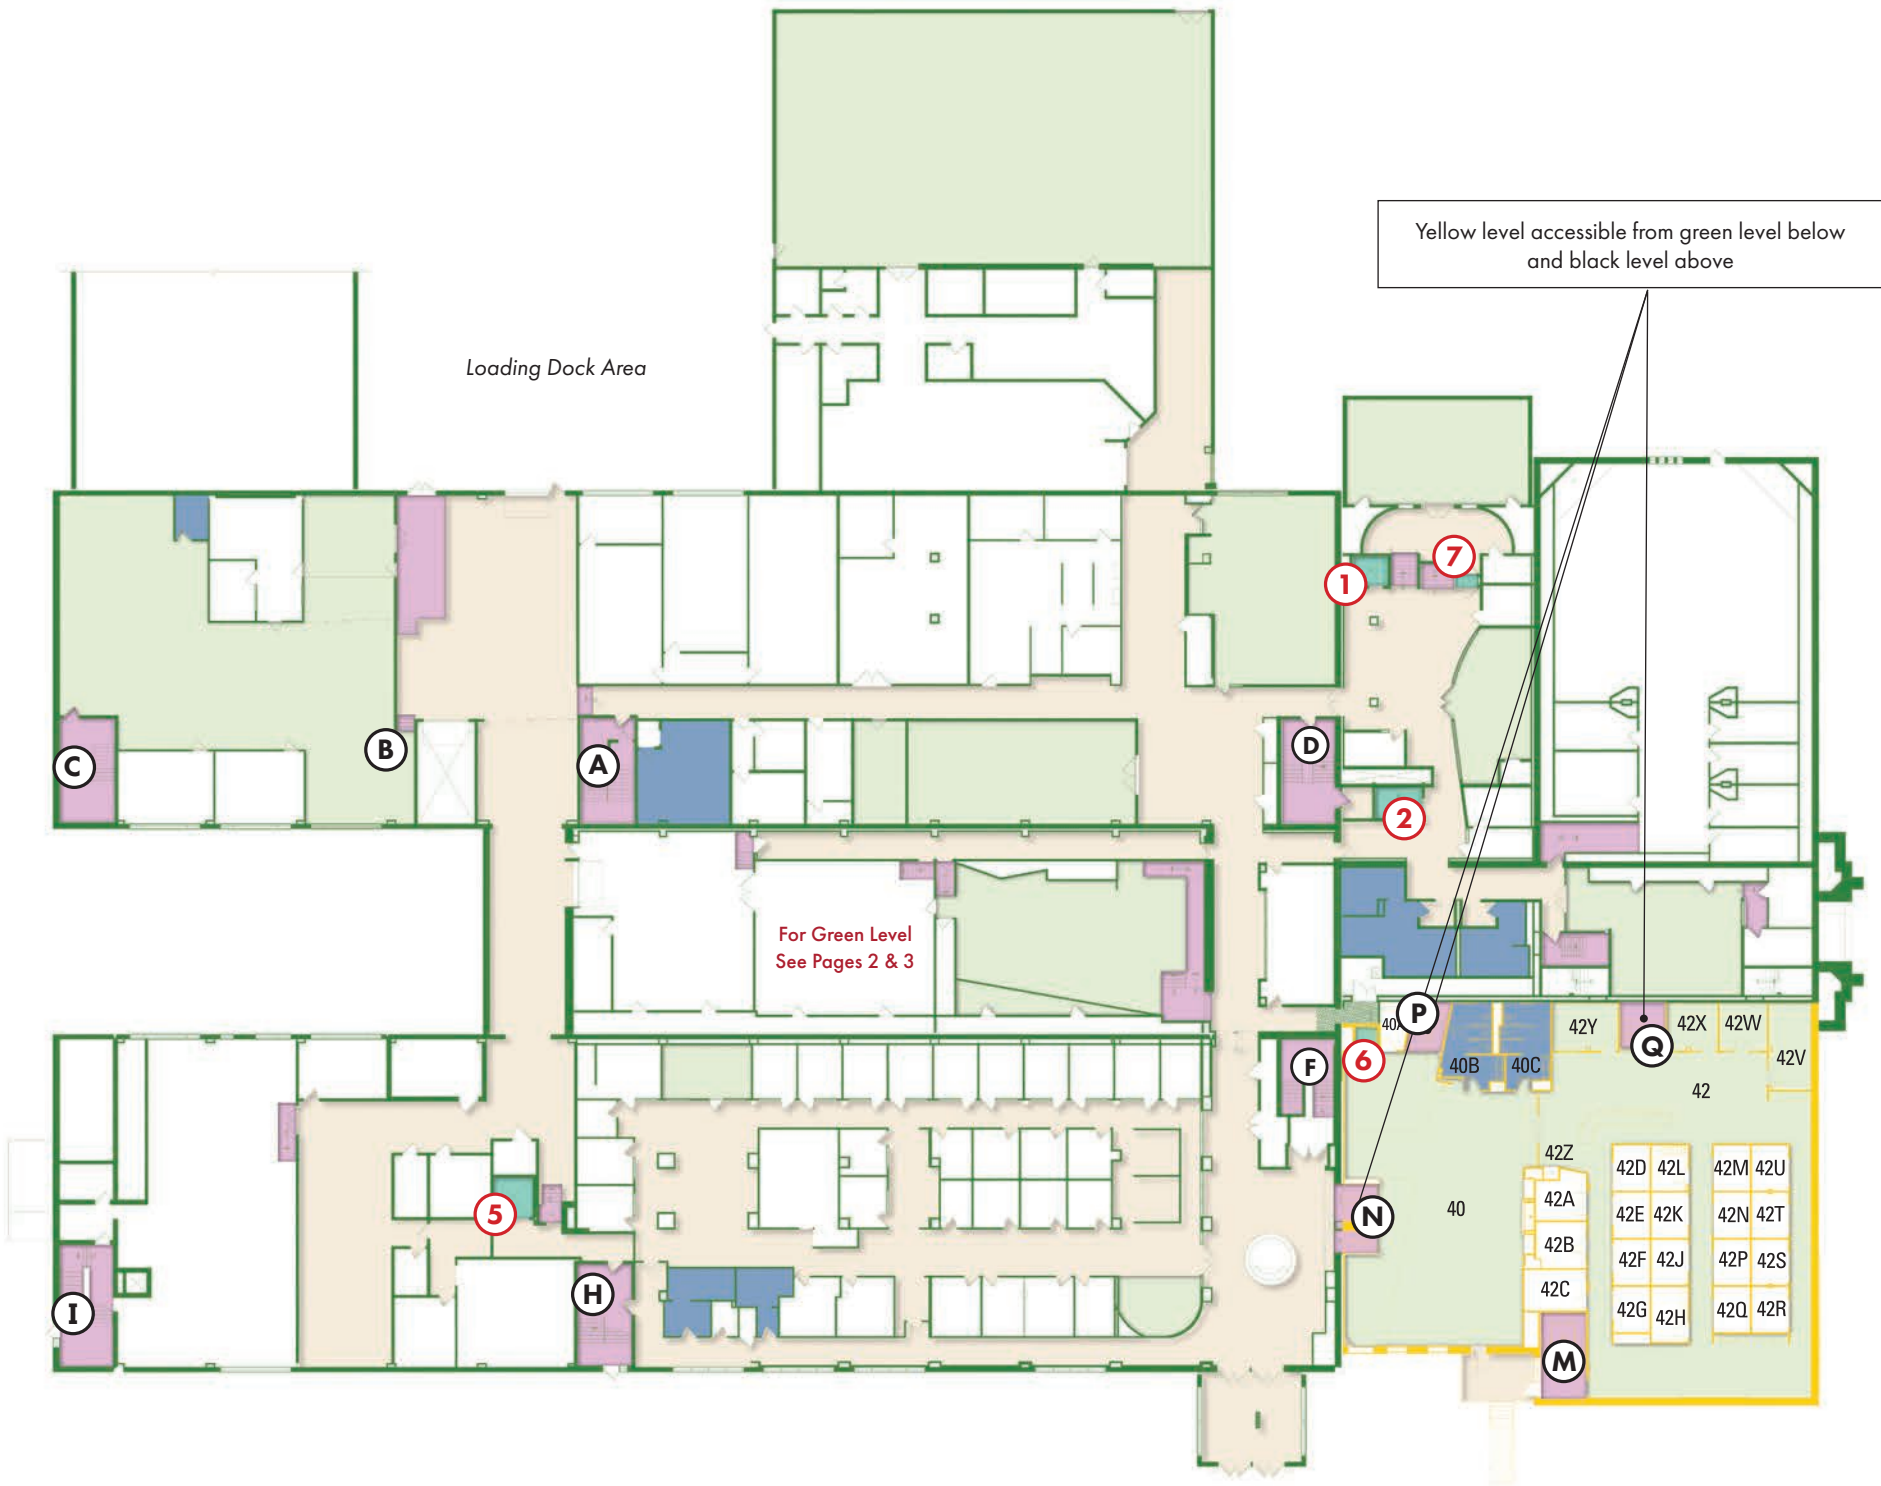 Yellow level accessible from green level below
and black level above
Loading Dock Area
7
1
D
B
C
A
2
For Green Level
See Pages 2 & 3
P
42Y
42X
42W
Q
42V
6
F
40B
40C
42
42Z
42D
42L
42M
42U
42A
5
N
40
42E
42K
42N
42T
42B
42F
42J
42P
42S
H
42C
I
42G
42H
42Q
42R
M